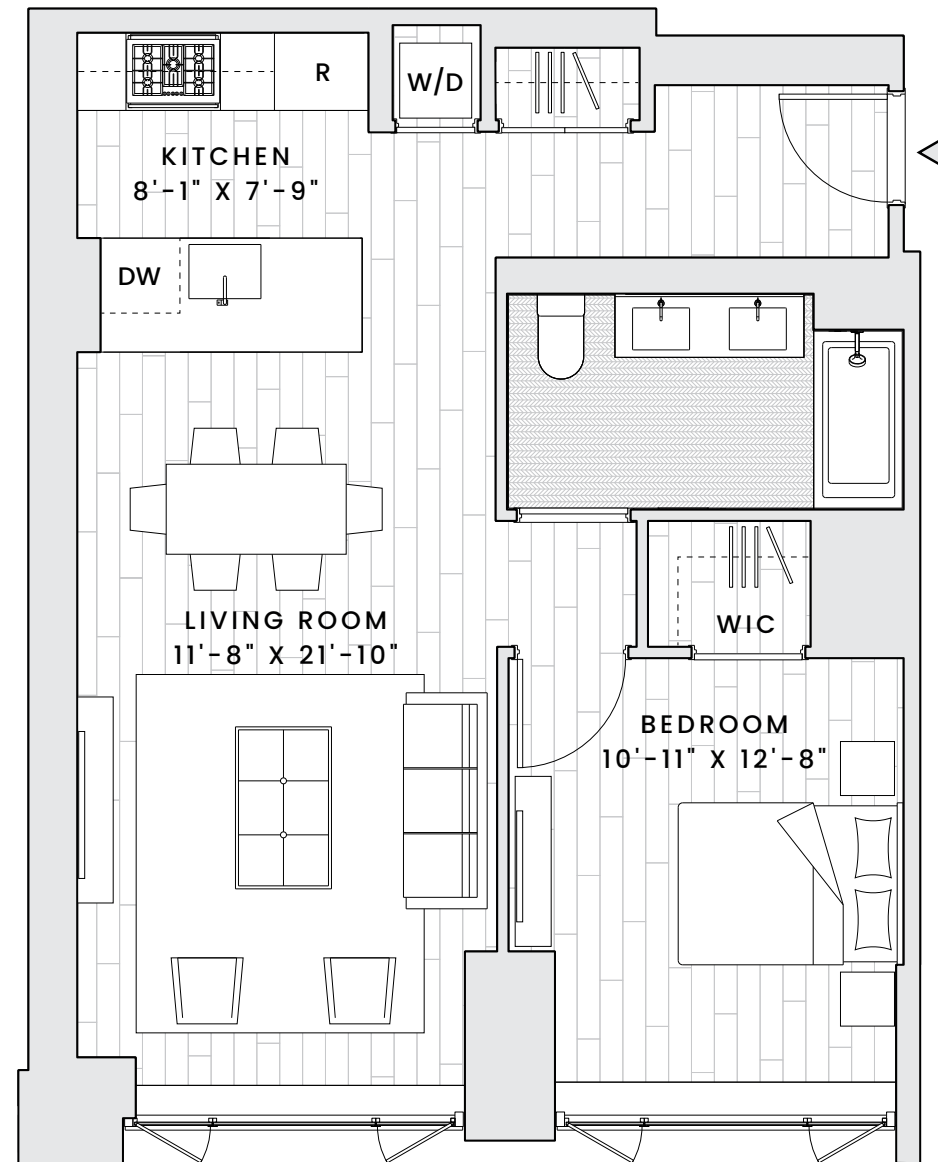 R
W/D
KITCHEN
8'-1" X 7'-9"
DW
LIVING ROOM
11'-8" X 21'-10"
WIC
BEDROOM
10'-11" X 12'-8"